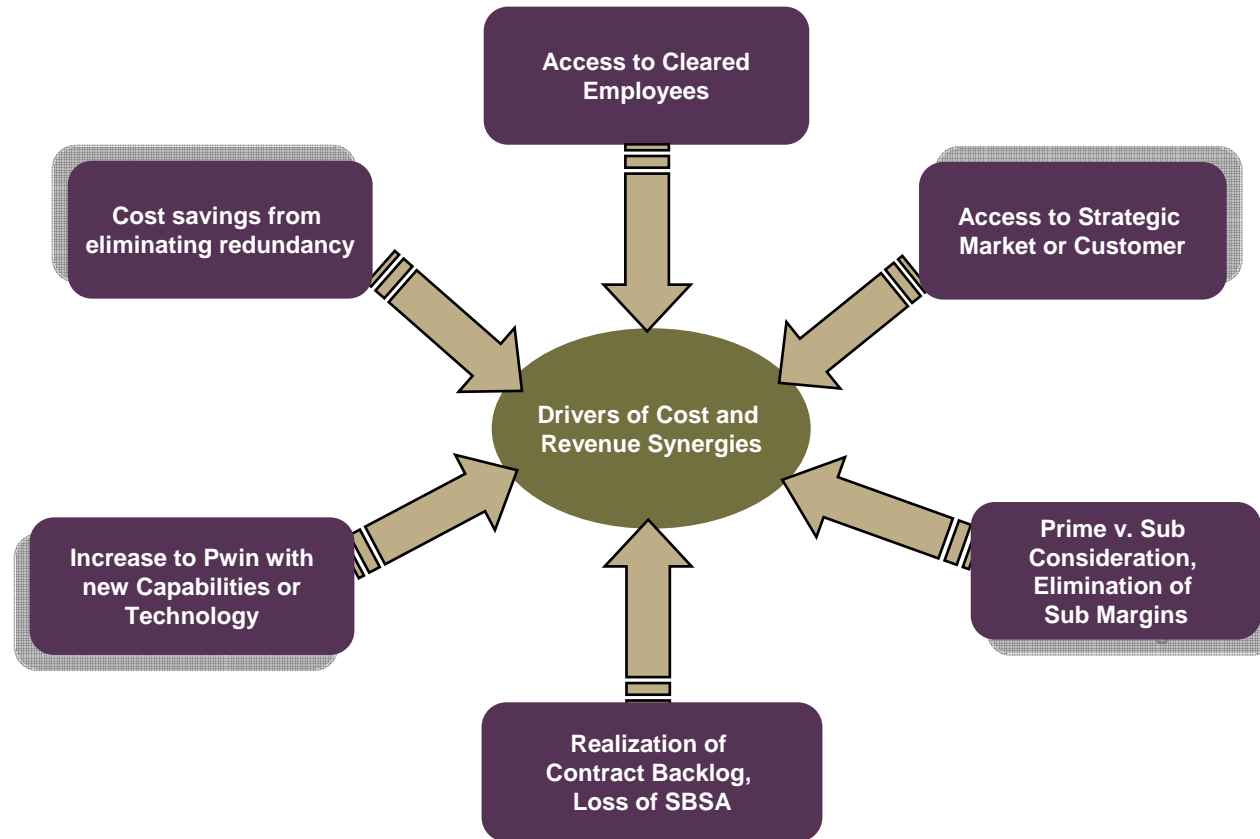 Access to Cleared
Employees
Cost savings from
eliminating redundancy
Access to Strategic
Market or Customer
Drivers of Cost and
Revenue Synergies
Increase to Pwin with
new Capabilities or
Technology
Prime v. Sub
Consideration,
Elimination of
Sub Margins
Realization of
Contract Backlog,
Loss of SBSA